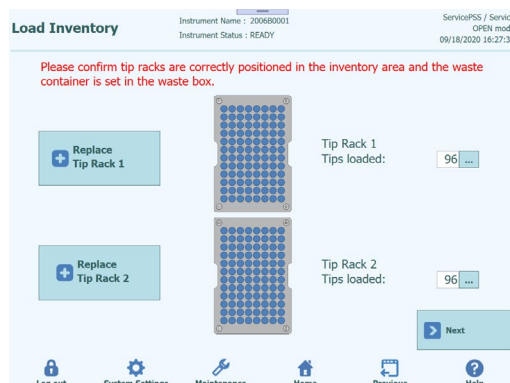 Load Inventory
Instrument Name : 2006B0001
Instrument Status : READY
ServicePSS / Servic
OPEN mod
09/18/2020 16:27:3
Please confirm tip racks are correctly positioned in the inventory area and the waste
container is set in the waste box.
Replace
Tip Rack 1
Tip Rack 1
Tips loaded:
96 ...
Replace
Tip Rack 2
Tip Rack 2
Tips loaded:
96 ...
Next
Log out
System Settings
Maintenance
Home
Previous
Help